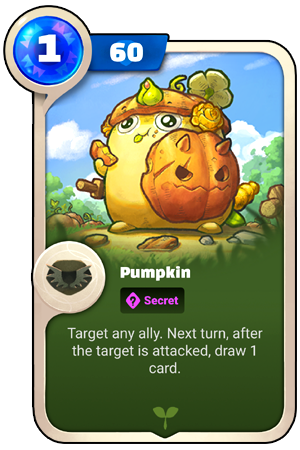 1
60
Pumpkin
Secret
Target any ally. Next turn, after
the target is attacked, draw 1
card.